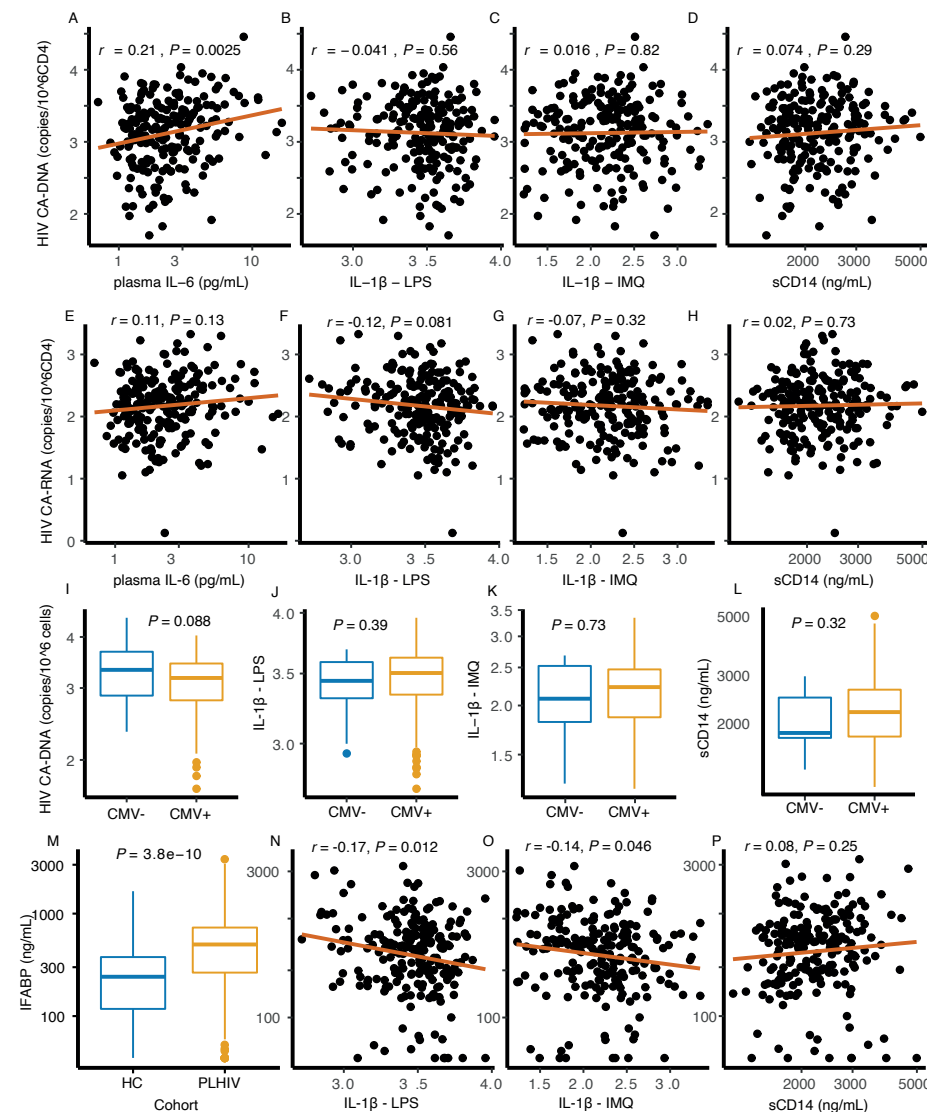 A B C D
r = 0.21 , P = 0.0025
r = − 0.041 , P = 0.56
r = 0.016 , P = 0.82
r = 0.074 , P = 0.29
HIV CA-DNA (copies/10^6CD4)
4
3
2
4
3
2
4
3
2
4
3
2
1 3 10
3.0 3.5 4.0
1.5 2.0 2.5 3.0
2000 3000 5000
plasma IL−6 (pg/mL)
IL−1β − LPS
IL−1β − IMQ
sCD14 (ng/mL)
E F G H
r = 0.11, P = 0.13
r = -0.12, P = 0.081
r = -0.07, P = 0.32
r = 0.02, P = 0.73
HIV CA-RNA (copies/10^6CD4)
3
2
1
0
3
2
1
0
3
2
1
0
3
2
1
0
1 3 10
3.0 3.5 4.0
1.5 2.0 2.5 3.0
2000 3000 5000
plasma IL-6 (pg/mL)
IL-1β - LPS
IL-1β - IMQ
sCD14 (ng/mL)
I J K L
P = 0.088
P = 0.39
P = 0.73
P = 0.32
HIV CA-DNA (copies/10^6 cells)
4
3
2
CMV- CMV+
IL-1β - LPS
4.0
3.5
3.0
CMV- CMV+
IL−1β - IMQ
3.5
3.0
2.5
2.0
1.5
CMV- CMV+
sCD14 (ng/mL)
5000
3000
2000
CMV- CMV+
M N O P
P = 3.8e−10
r = -0.17, P = 0.012
r = -0.14, P = 0.046
r = 0.08, P = 0.25
IFABP (ng/mL)
3000
1000
300
100
HC PLHIV
Cohort
3000
100
3.0 3.5 4.0
IL-1β - LPS
3000
100
1.5 2.0 2.5 3.0
IL-1β - IMQ
3000
100
2000 3000 5000
sCD14 (ng/mL)